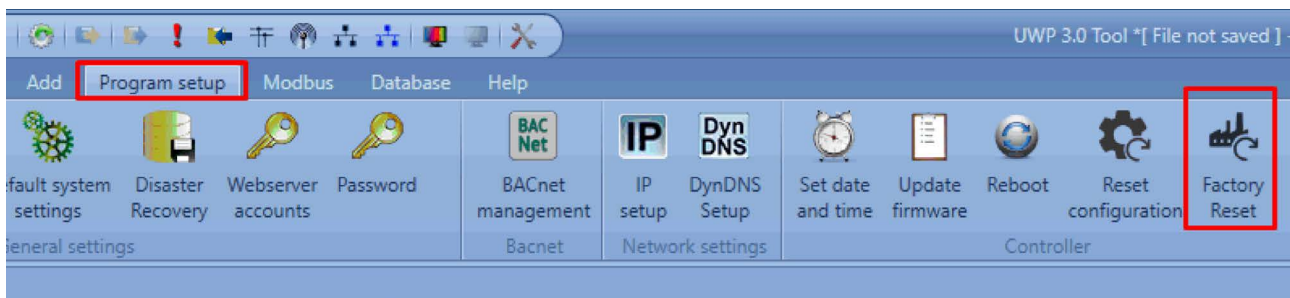 UWP 3.0 Tool *[ File not saved ] -
Add Program setup Modbus Database Help
BAC
Net
IP
Dyn
DNS
fault system Disaster Webserver Password BACnet IP DynDNS Set date Update Reboot Reset Factory
settings Recovery accounts management setup Setup and time firmware configuration Reset
General settings Bacnet Network settings Controller